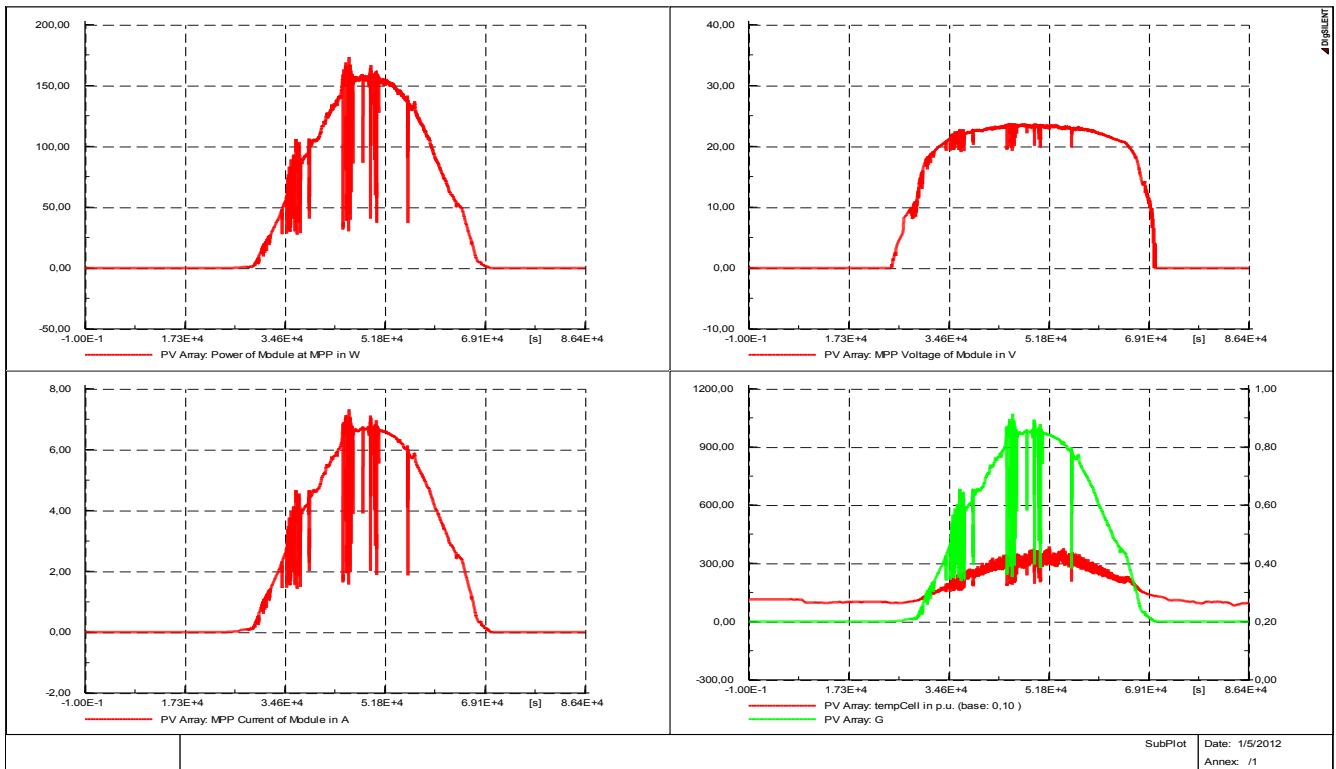 200,00
150,00
100,00
50,00
0,00
-50,00
-1.00E-1 1.73E+4 3.46E+4 5.18E+4 6.91E+4 [s] 8.64E+4
PV Array: Power of Module at MPP in W
40,00
30,00
20,00
10,00
0,00
-10,00
-1.00E-1 1.73E+4 3.46E+4 5.18E+4 6.91E+4 [s] 8.64E+4
PV Array: MPP Voltage of Module in V
DIgSILENT
8,00
6,00
4,00
2,00
0,00
-2,00
-1.00E-1 1.73E+4 3.46E+4 5.18E+4 6.91E+4 [s] 8.64E+4
PV Array: MPP Current of Module in A
1200,00 1,00
900,00 0,80
600,00 0,60
300,00 0,40
0,00 0,20
-300,00 0,00
-1.00E-1 1.73E+4 3.46E+4 5.18E+4 6.91E+4 [s] 8.64E+4
PV Array: tempCell in p.u. (base: 0,10 )
PV Array: G
SubPlot Date: 1/5/2012
Annex: /1